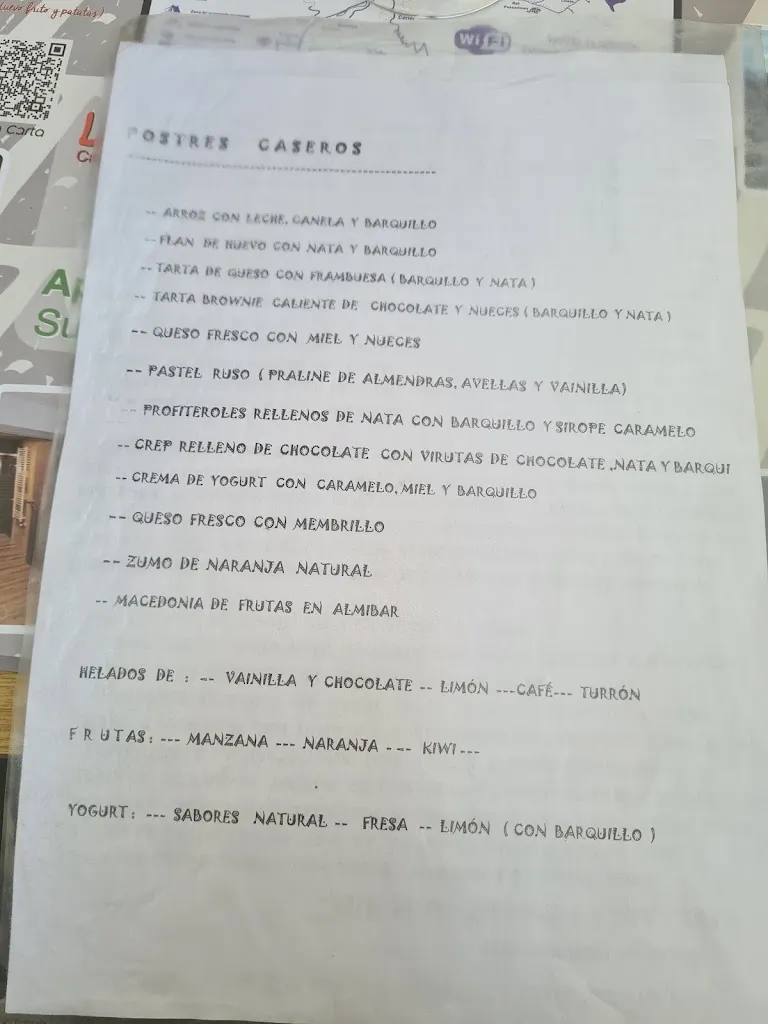 huevo frito y patatas)
WiFi
Carta
POSTRES CASEROS
-- ARROZ CON LECHE, CANELA Y BARQUILLO
-- FLAN DE HUEVO CON NATA Y BARQUILLO
-- TARTA DE QUESO CON FRAMBUESA ( BARQULLO Y NATA )
-- TARTA BROWNIE CALIENTE DE CHOCOLATE Y NUECES ( BARQUILLO Y NATA )
-- QUESO FRESCO CON MIEL Y NUECES
-- PASTEL RUSO ( PRALINE DE ALMENDRAS, AVELLAS Y VAINILLA)
-- PROFITEROLES RELLENOS DE NATA CON BARQUILLO Y SIROPE CARAMELO
-- CREP RELLENO DE CHOCOLATE CON VIRUTAS DE CHOCOLATE ,NATA Y BARQUI
-- CREMA DE YOGURT CON CARAMELO, MIEL Y BARQUILLO
-- QUESO FRESCO CON MEMBRILLO
-- ZUMO DE NARANJA NATURAL
-- MACEDONIA DE FRUTAS EN ALMIBAR
HELADOS DE : -- VAINILLA Y CHOCOLATE -- LIMÓN ---CAFÉ--- TURRÓN
F R UTAS: --- MANZANA --- NARANJA - -- KIWI ---
YOGURT: --- SABORES NATURAL -- FRESA -- LIMÓN ( CON BARQUILLO )